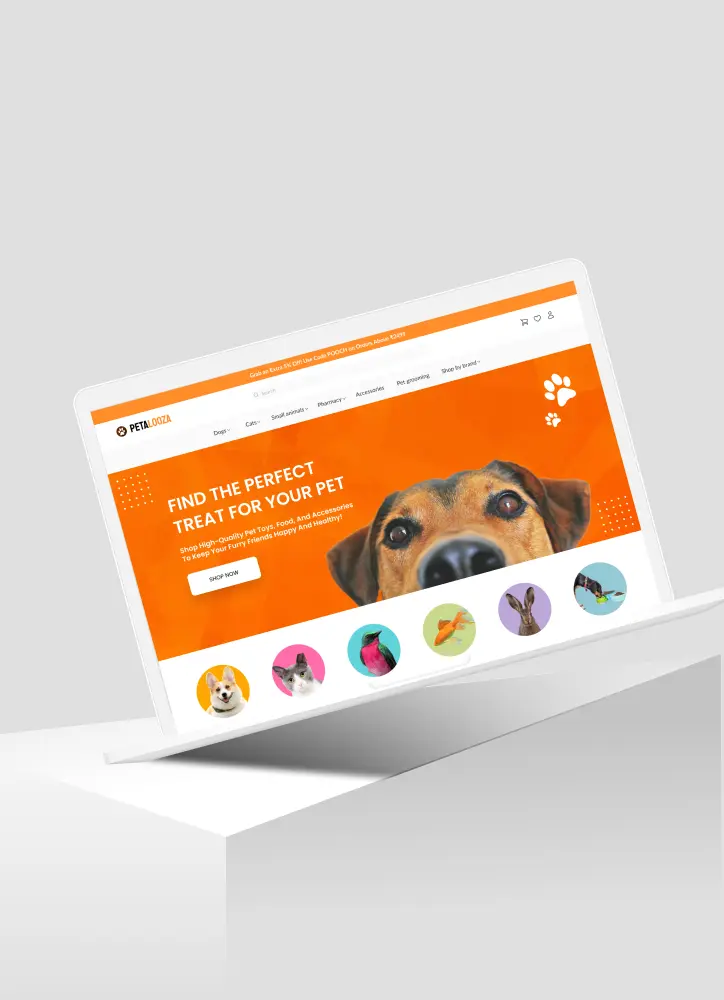 Grab an Extra 5% Off! Use Code POOCH on Orders Above ₹2499
Search
PETALOOZA
Dogs
Cats
Small animals
Pharmacy
Accessories
Pet grooming
Shop by brand
FIND THE PERFECT
TREAT FOR YOUR PET
Shop High-Quality Pet Toys, Food, And Accessories
To Keep Your Furry Friends Happy And Healthy!
SHOP NOW